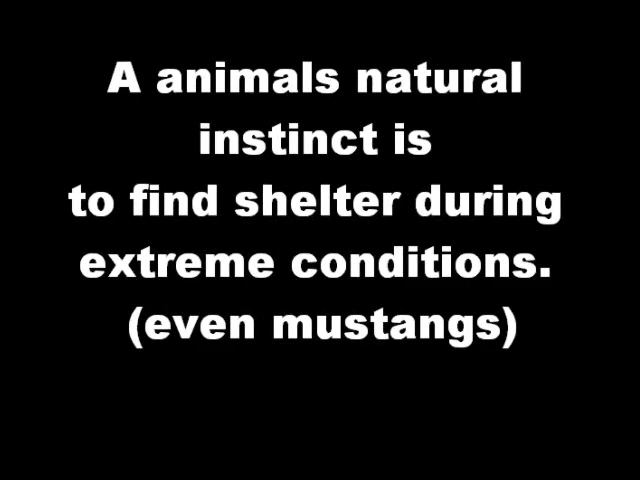 A animals natural
instinct is
to find shelter during
extreme conditions.
(even mustangs)